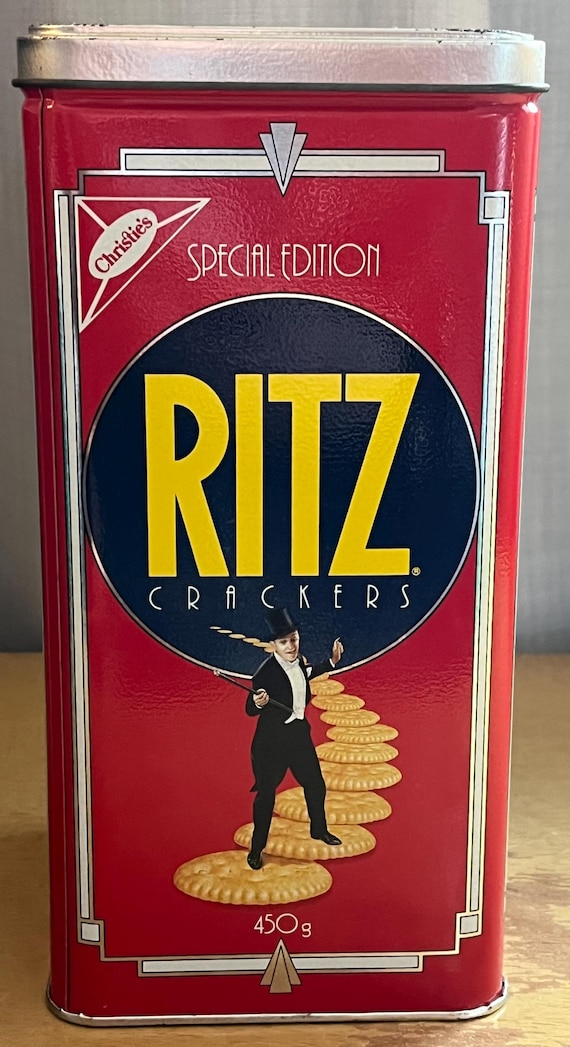 Christie's
SPECIAL EDITION
RITZ®
CRACKERS
450g